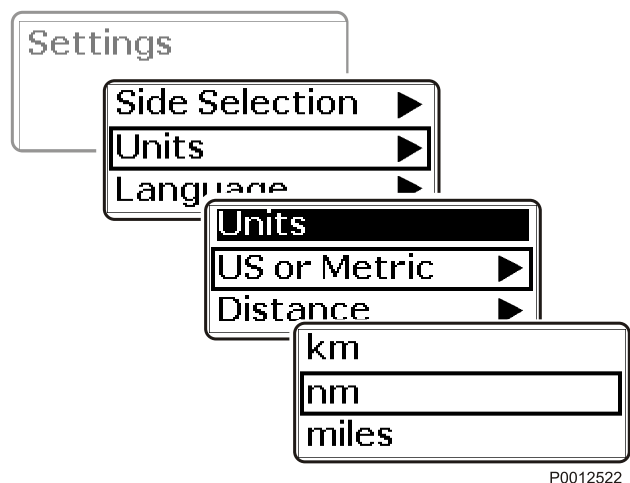 Settings
Side Selection
Units
Language
Units
US or Metric
Distance
km
nm
miles
P0012522